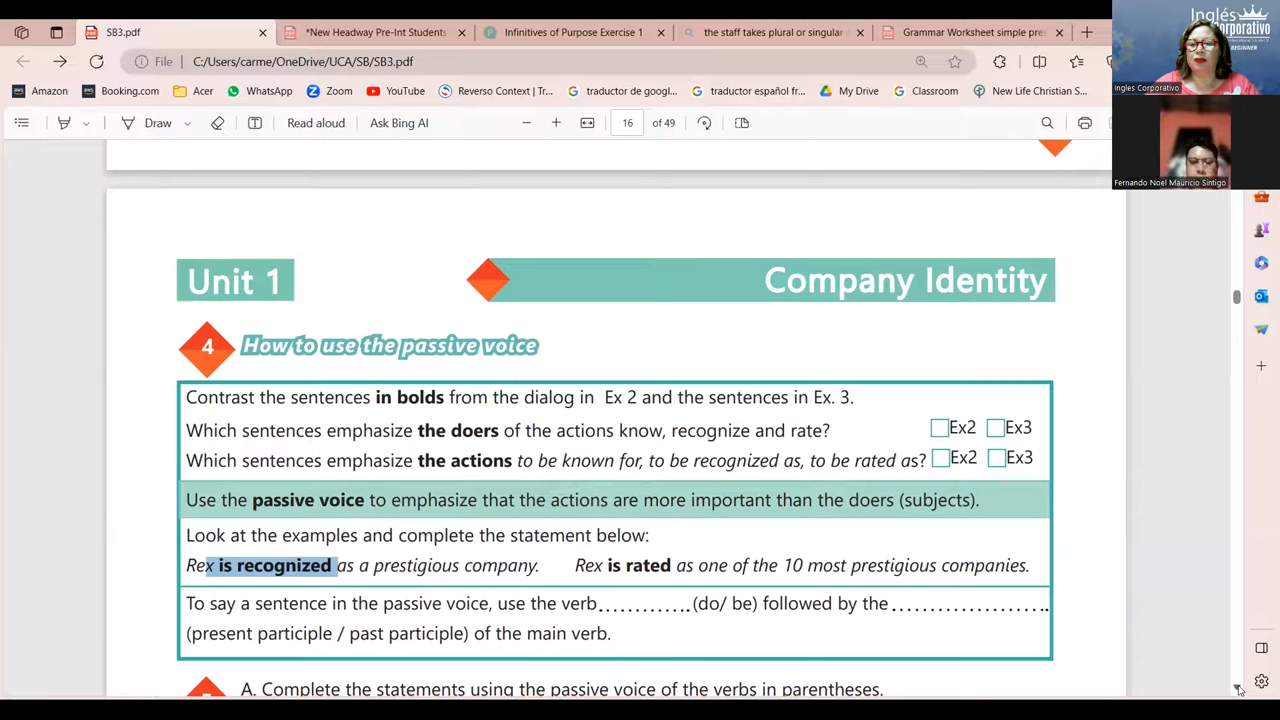 SB3.pdf
*New Headway Pre-Int Students
Infinitives of Purpose Exercise 1
the staff takes plural or singular
Grammar Worksheet simple pres
File
C:/Users/carme/OneDrive/UCA/SB/SB3.pdf
Amazon
Booking.com
Acer
WhatsApp
Zoom
YouTube
Reverso Context | Tr...
traductor de googl...
traductor español fr...
My Drive
Classroom
New Life Christian S...
Draw
Read aloud
Ask Bing AI
16 of 49
Inglés
Corporativo
BEGINNER
Ingles Corporativo
Fernando Noel Mauricio Sintigo
Unit 1
Company Identity
4 How to use the passive voice
Contrast the sentences in bolds from the dialog in Ex 2 and the sentences in Ex. 3.
Which sentences emphasize the doers of the actions know, recognize and rate? Ex2 Ex3
Which sentences emphasize the actions to be known for, to be recognized as, to be rated as? Ex2 Ex3
Use the passive voice to emphasize that the actions are more important than the doers (subjects).
Look at the examples and complete the statement below:
Rex is recognized as a prestigious company. Rex is rated as one of the 10 most prestigious companies.
To say a sentence in the passive voice, use the verb............. (do/ be) followed by the .....................
(present participle / past participle) of the main verb.
A. Complete the statements using the passive voice of the verbs in parentheses.